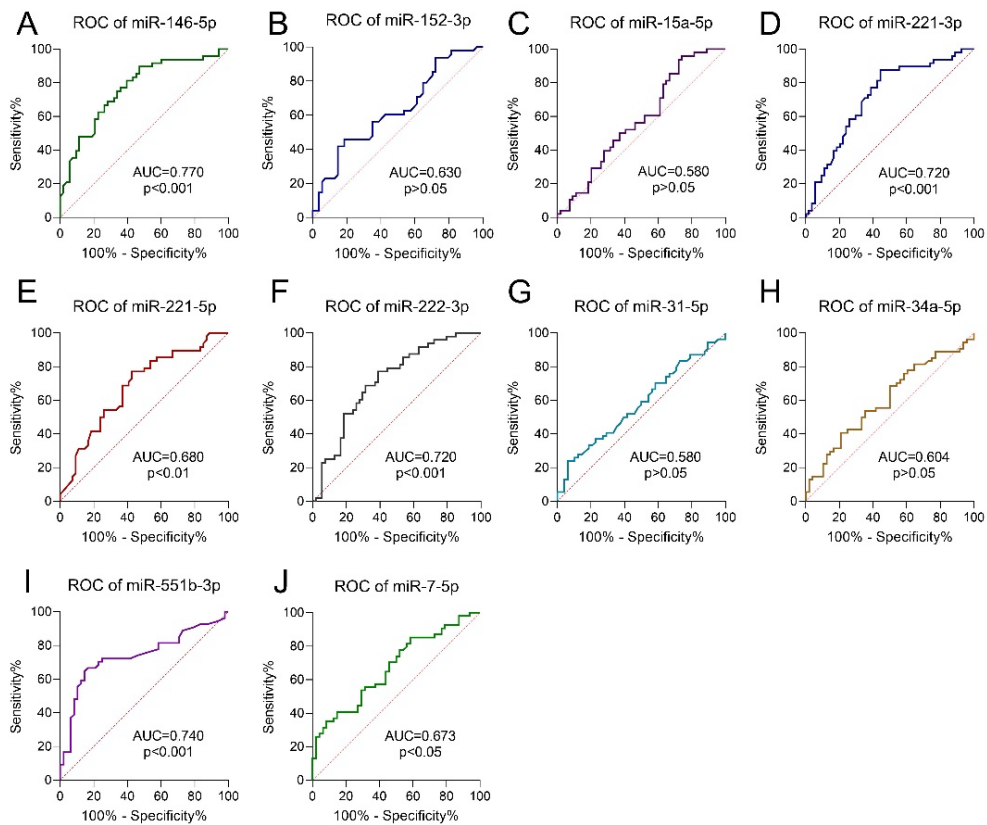 A
ROC of miR-146-5p
100
80
60
40
20
0
Sensitivity%
AUC=0.770
p<0.001
0 20 40 60 80 100
100% - Specificity%
B
ROC of miR-152-3p
100
80
60
40
20
0
Sensitivity%
AUC=0.630
p>0.05
0 20 40 60 80 100
100% - Specificity%
C
ROC of miR-15a-5p
100
80
60
40
20
0
Sensitivity%
AUC=0.580
p>0.05
0 20 40 60 80 100
100% - Specificity%
D
ROC of miR-221-3p
100
80
60
40
20
0
Sensitivity%
AUC=0.720
p<0.001
0 20 40 60 80 100
100% - Specificity%
E
ROC of miR-221-5p
100
80
60
40
20
0
Sensitivity%
AUC=0.680
p<0.01
0 20 40 60 80 100
100% - Specificity%
F
ROC of miR-222-3p
100
80
60
40
20
0
Sensitivity%
AUC=0.720
p<0.001
0 20 40 60 80 100
100% - Specificity%
G
ROC of miR-31-5p
100
80
60
40
20
0
Sensitivity%
AUC=0.580
p>0.05
0 20 40 60 80 100
100% - Specificity%
H
ROC of miR-34a-5p
100
80
60
40
20
0
Sensitivity%
AUC=0.604
p>0.05
0 20 40 60 80 100
100% - Specificity%
I
ROC of miR-551b-3p
100
80
60
40
20
0
Sensitivity%
AUC=0.740
p<0.001
0 20 40 60 80 100
100% - Specificity%
J
ROC of miR-7-5p
100
80
60
40
20
0
Sensitivity%
AUC=0.673
p<0.05
0 20 40 60 80 100
100% - Specificity%